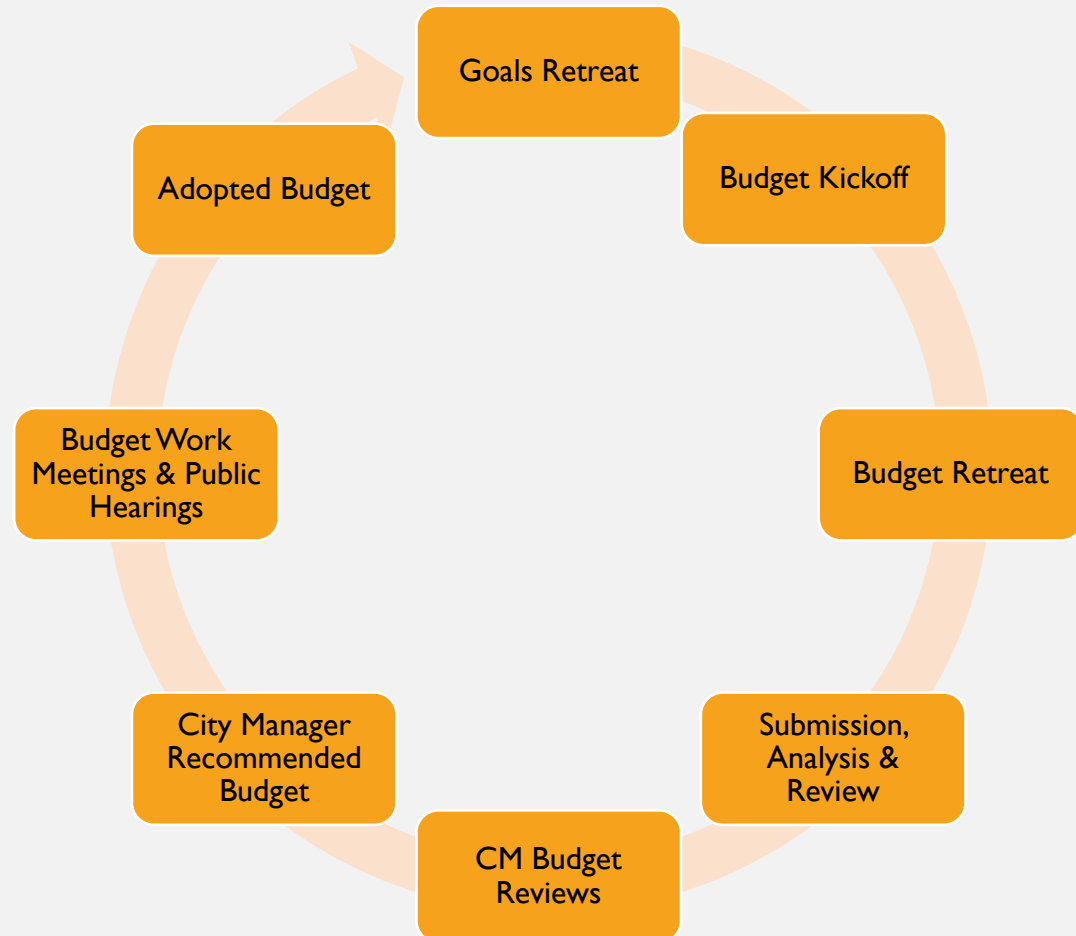 Goals Retreat
Budget Kickoff
Budget Retreat
Submission,
Analysis &
Review
CM Budget
Reviews
City Manager
Recommended
Budget
Budget Work
Meetings & Public
Hearings
Adopted Budget